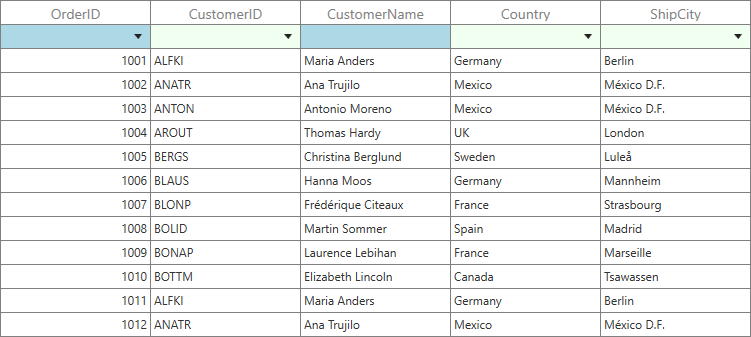 OrderID CustomerID CustomerName Country ShipCity
1001 ALFKI Maria Anders Germany Berlin
1002 ANATR Ana Trujilo Mexico México D.F.
1003 ANTON Antonio Moreno Mexico México D.F.
1004 AROUT Thomas Hardy UK London
1005 BERGS Christina Berglund Sweden Luleå
1006 BLAUS Hanna Moos Germany Mannheim
1007 BLONP Frédérique Citeaux France Strasbourg
1008 BOLID Martin Sommer Spain Madrid
1009 BONAP Laurence Lebihan France Marseille
1010 BOTTM Elizabeth Lincoln Canada Tsawassen
1011 ALFKI Maria Anders Germany Berlin
1012 ANATR Ana Trujilo Mexico México D.F.